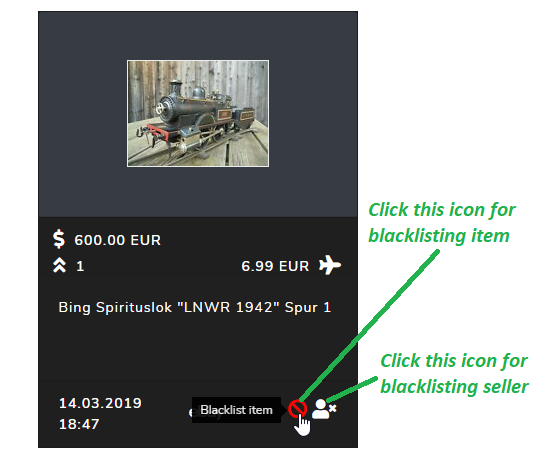 $ 600.00 EUR
1 6.99 EUR
Bing Spirituslok "LNWR 1942" Spur 1
14.03.2019
18:47
Blacklist item
Click this icon for
blacklisting item
Click this icon for
blacklisting seller